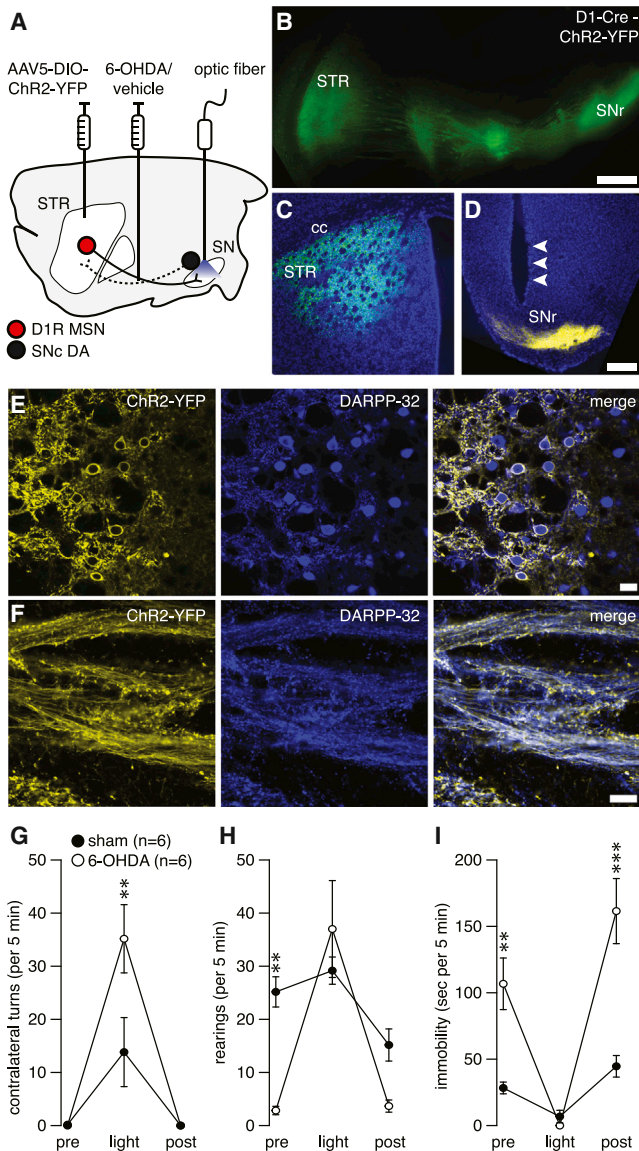 A
AAV5-DIO-
ChR2-YFP
6-OHDA/
vehicle
optic fiber
STR
SN
D1R MSN
SNc DA
B
D1-Cre -
ChR2-YFP
STR
SNr
C
cc
STR
D
SNr
E
ChR2-YFP
DARPP-32
merge
F
ChR2-YFP
DARPP-32
merge
G
sham (n=6)
6-OHDA (n=6)
contralateral turns (per 5 min)
50
40
30
20
10
0
**
pre
light
post
H
rearings (per 5 min)
50
40
30
20
10
0
**
pre
light
post
I
immobility (sec per 5 min)
200
150
100
50
0
**
***
pre
light
post